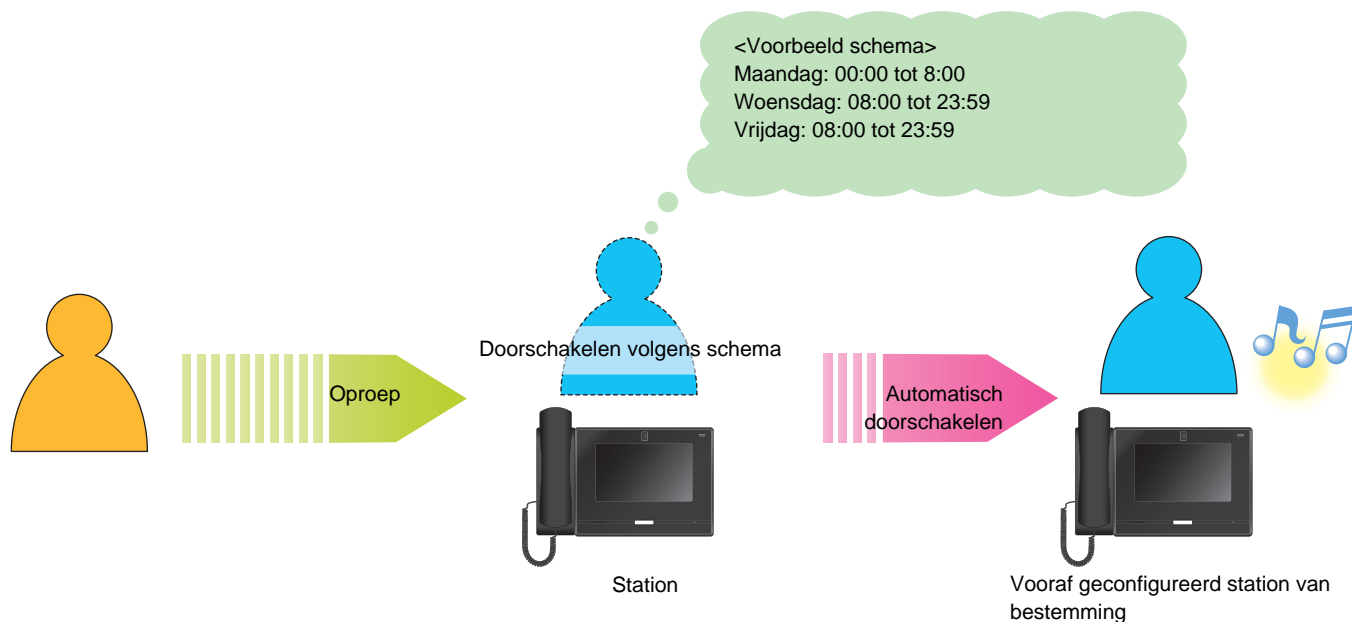 <Voorbeeld schema>
Maandag: 00:00 tot 8:00
Woensdag: 08:00 tot 23:59
Vrijdag: 08:00 tot 23:59
Doorschakelen volgens schema
Oproep
Automatisch
doorschakelen
Station
Vooraf geconfigureerd station van
bestemming